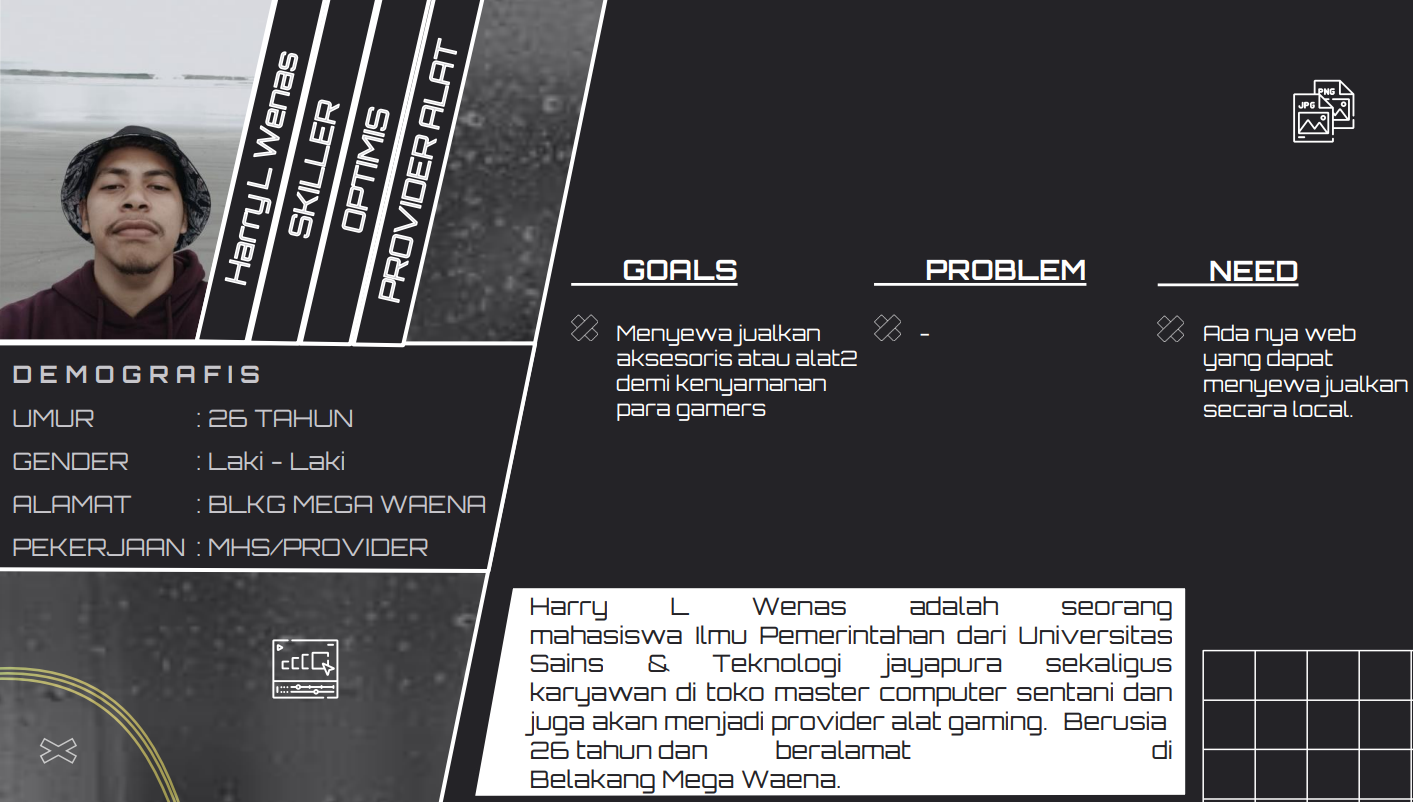 Harry L Wenas
SKILLER
OPTIMIS
PROVIDER ALAT
DEMOGRAFIS
UMUR : 26 TAHUN
GENDER : Laki - Laki
ALAMAT : BLKG MEGA WAENA
PEKERJAAN : MHS/PROVIDER
GOALS
Menyewa jualkan
aksesoris atau alat2
demi kenyamanan
para gamers
PROBLEM
-
NEED
Ada nya web
yang dapat
menyewa jualkan
secara local.
PNG
JPG
Harry L Wenas adalah seorang
mahasiswa Ilmu Pemerintahan dari Universitas
Sains & Teknologi jayapura sekaligus
karyawan di toko master computer sentani dan
juga akan menjadi provider alat gaming. Berusia
26 tahun dan beralamat di
Belakang Mega Waena.